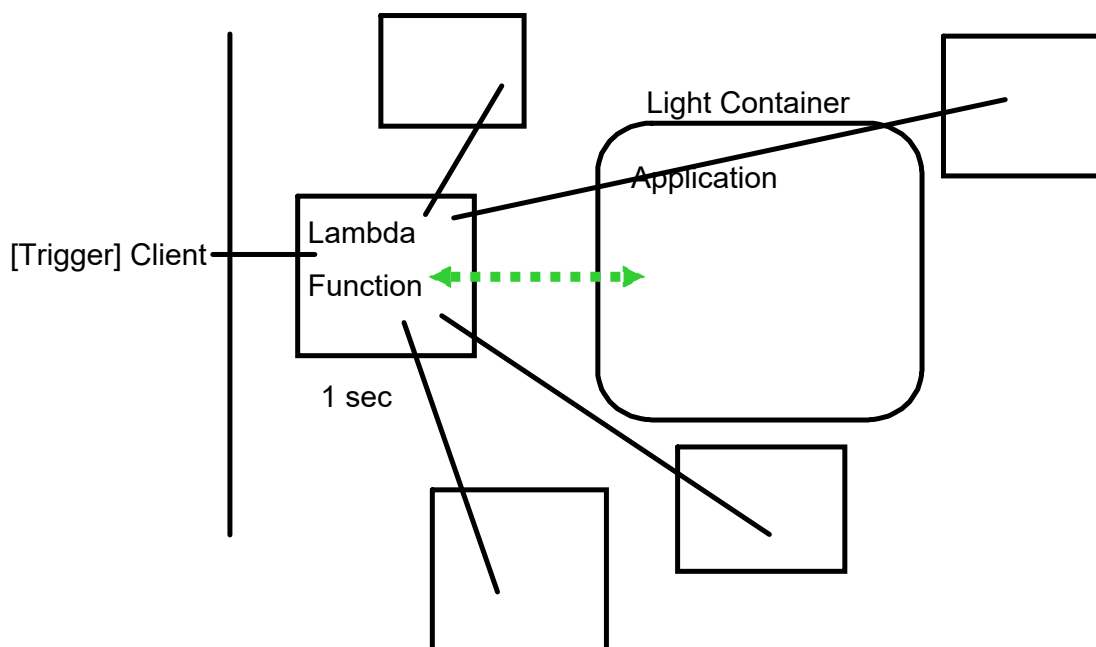 Light Container
Application
Lambda
[Trigger] Client
Function
1 sec